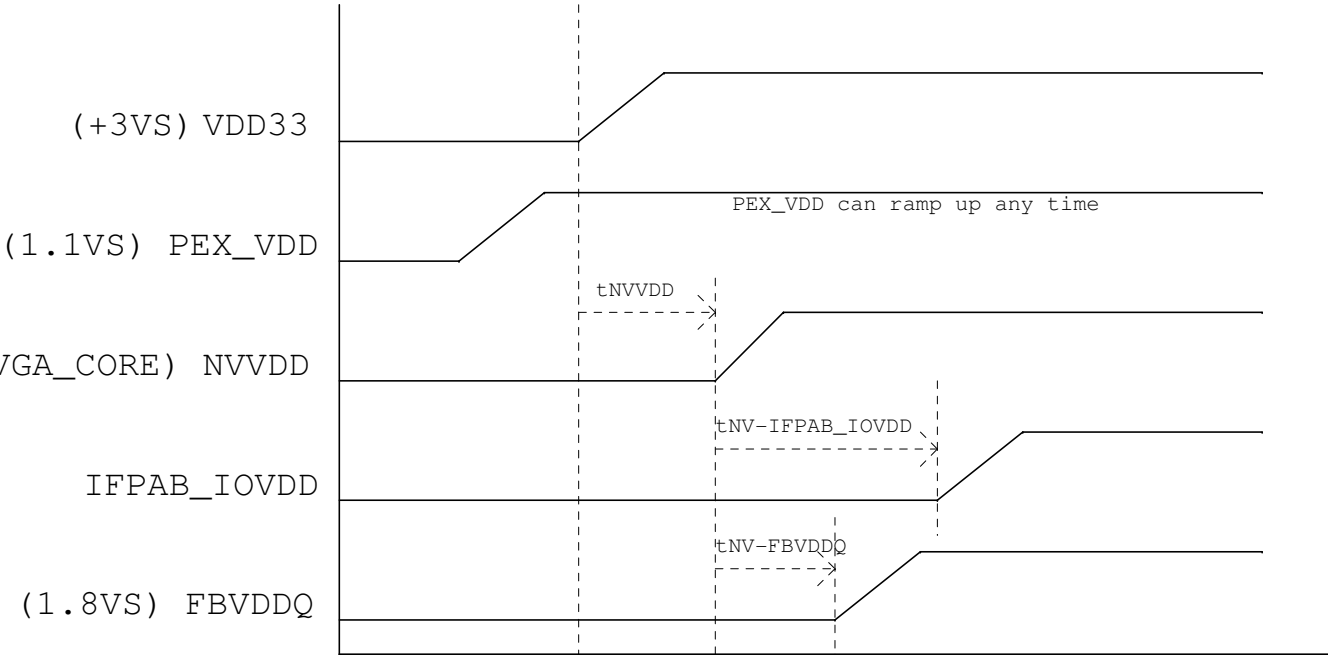 (+3VS) VDD33
PEX_VDD can ramp up any time
(1.1VS) PEX_VDD
tNVVDD
VGA_CORE) NVVDD
tNV-IFPAB_IOVDD
IFPAB_IOVDD
tNV-FBVDDQ
(1.8VS) FBVDDQ